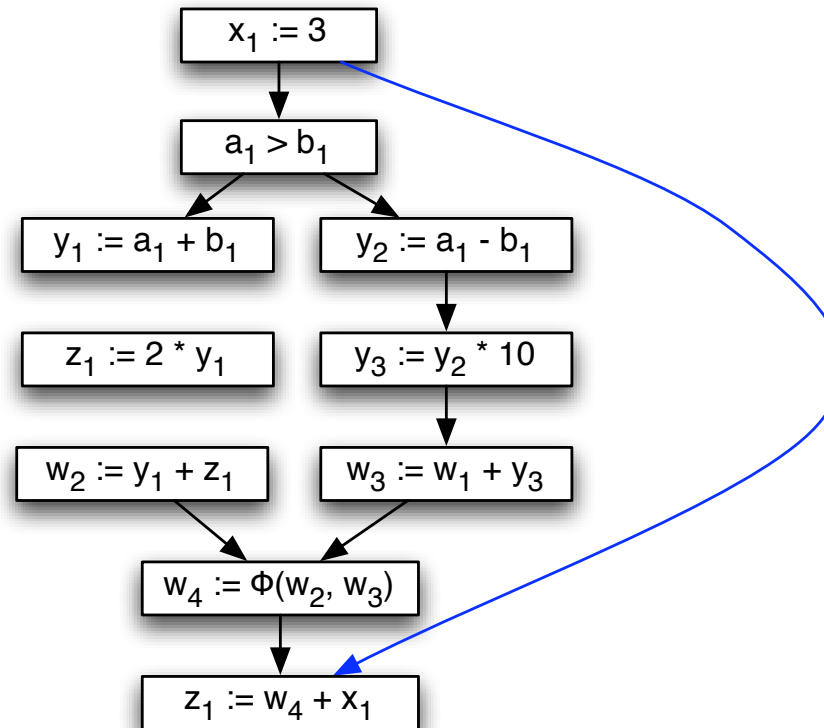 x₁ := 3
a₁ > b₁
y₁ := a₁ + b₁
y₂ := a₁ - b₁
z₁ := 2 * y₁
y₃ := y₂ * 10
w₂ := y₁ + z₁
w₃ := w₁ + y₃
w₄ := Φ(w₂, w₃)
z₁ := w₄ + x₁